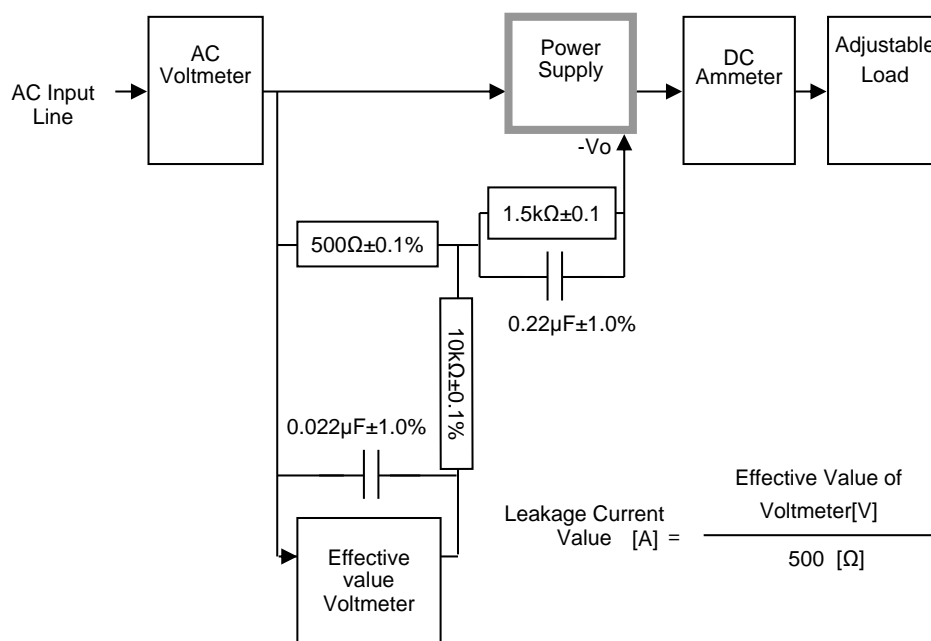 AC
Voltmeter
AC Input
Line
Power
Supply
DC
Ammeter
Adjustable
Load
-Vo
1.5kΩ±0.1
500Ω±0.1%
0.22μF±1.0%
10kΩ±0.1%
0.022μF±1.0%
Effective
value
Voltmeter
Leakage Current
Value [A] =
Effective Value of
Voltmeter[V]
500 [Ω]